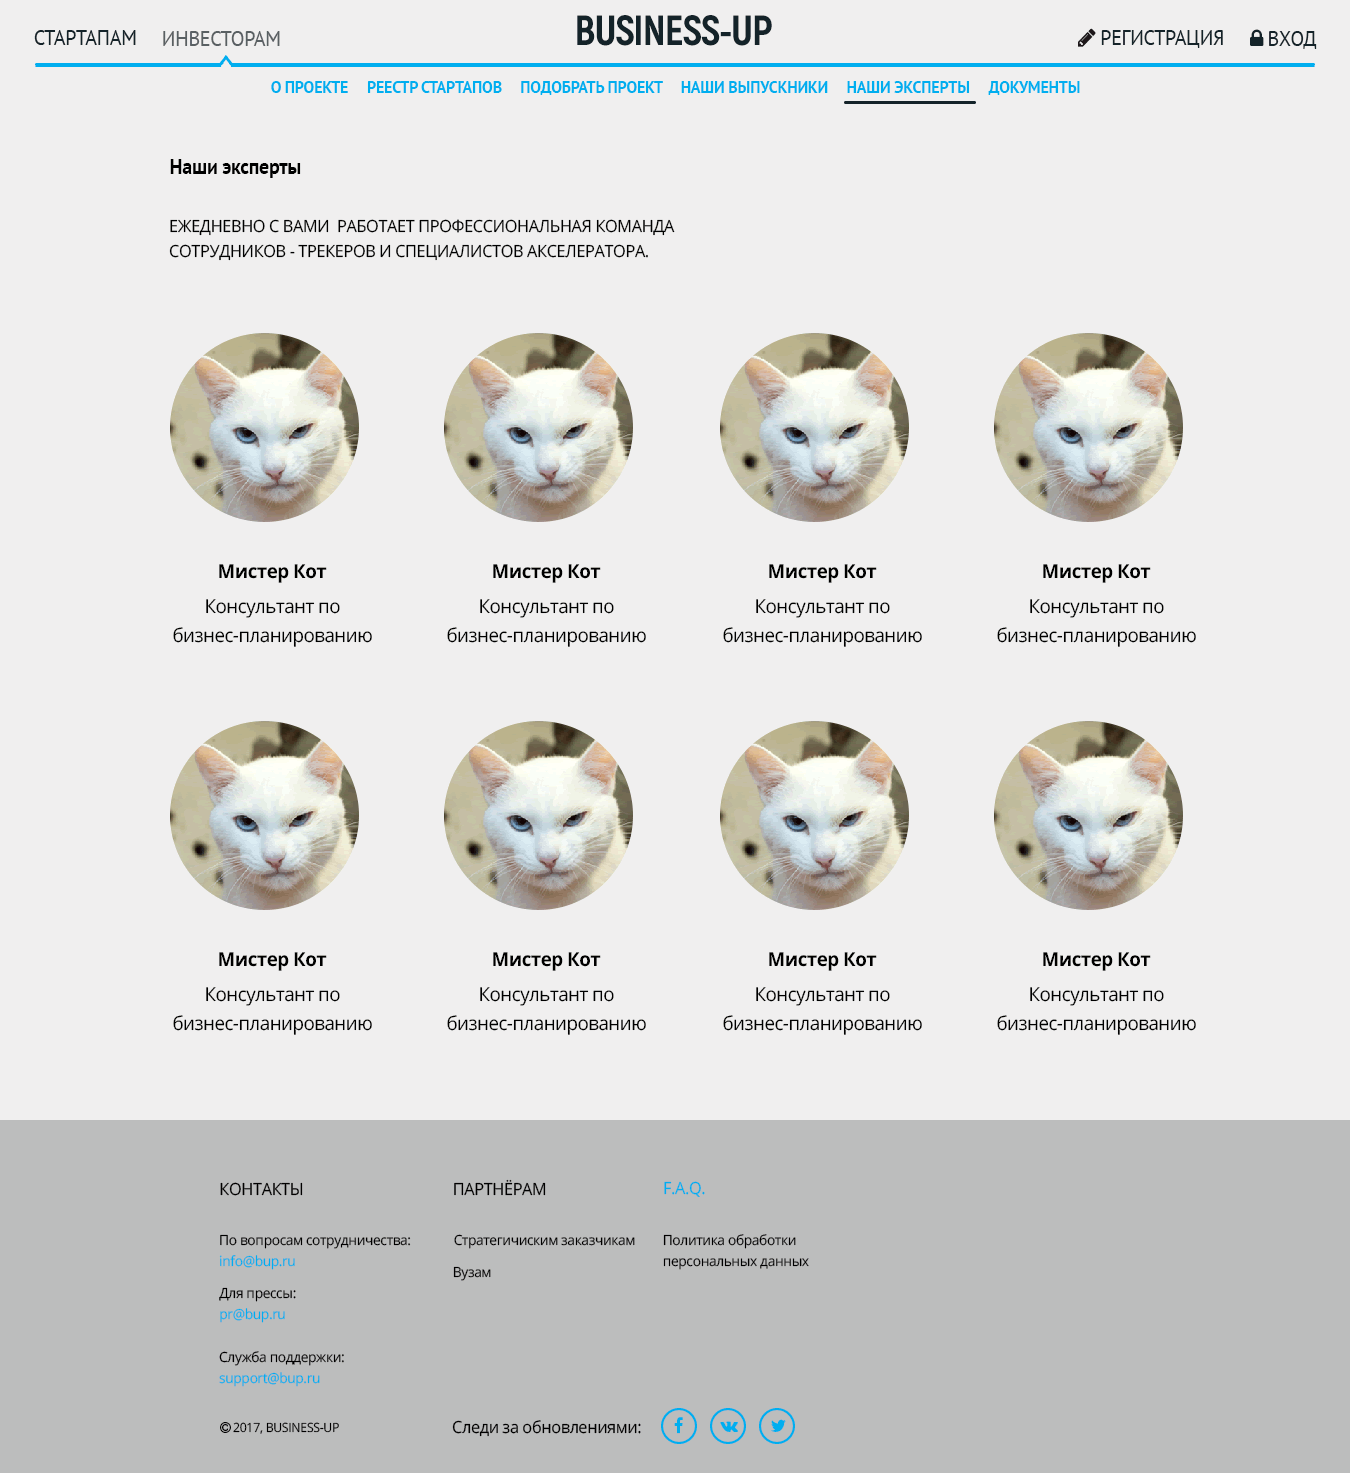 СТАРТАПАМ ИНВЕСТОРАМ BUSINESS-UP РЕГИСТРАЦИЯ ВХОД
О ПРОЕКТЕ РЕЕСТР СТАРТАПОВ ПОДОБРАТЬ ПРОЕКТ НАШИ ВЫПУСКНИКИ НАШИ ЭКСПЕРТЫ ДОКУМЕНТЫ
Наши эксперты
ЕЖЕДНЕВНО С ВАМИ РАБОТАЕТ ПРОФЕССИОНАЛЬНАЯ КОМАНДА
СОТРУДНИКОВ - ТРЕКЕРОВ И СПЕЦИАЛИСТОВ АКСЕЛЕРАТОРА.
Мистер Кот Мистер Кот Мистер Кот Мистер Кот
Консультант по Консультант по Консультант по Консультант по
бизнес-планированию бизнес-планированию бизнес-планированию бизнес-планированию
Мистер Кот Мистер Кот Мистер Кот Мистер Кот
Консультант по Консультант по Консультант по Консультант по
бизнес-планированию бизнес-планированию бизнес-планированию бизнес-планированию
КОНТАКТЫ
По вопросам сотрудничества:
info@bup.ru
Для прессы:
pr@bup.ru
Служба поддержки:
support@bup.ru
© 2017, BUSINESS-UP
ПАРТНЁРАМ
Стратегичиским заказчикам
Вузам
F.A.Q.
Политика обработки
персональных данных
Следи за обновлениями: